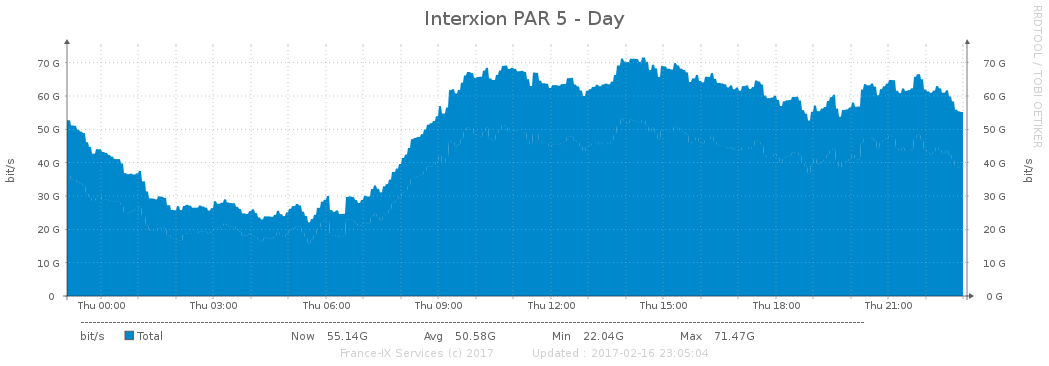 Interxion PAR 5 - Day
RRDTOOL / TOBI OETIKER
bit/s
70 G
60 G
50 G
40 G
30 G
20 G
10 G
0
70 G
60 G
50 G
40 G
30 G
20 G
10 G
0 G
bit/s
Thu 00:00 Thu 03:00 Thu 06:00 Thu 09:00 Thu 12:00 Thu 15:00 Thu 18:00 Thu 21:00
bit/s Total Now 55.14G Avg 50.58G Min 22.04G Max 71.47G
France-IX Services (c) 2017 Updated : 2017-02-16 23:05:04